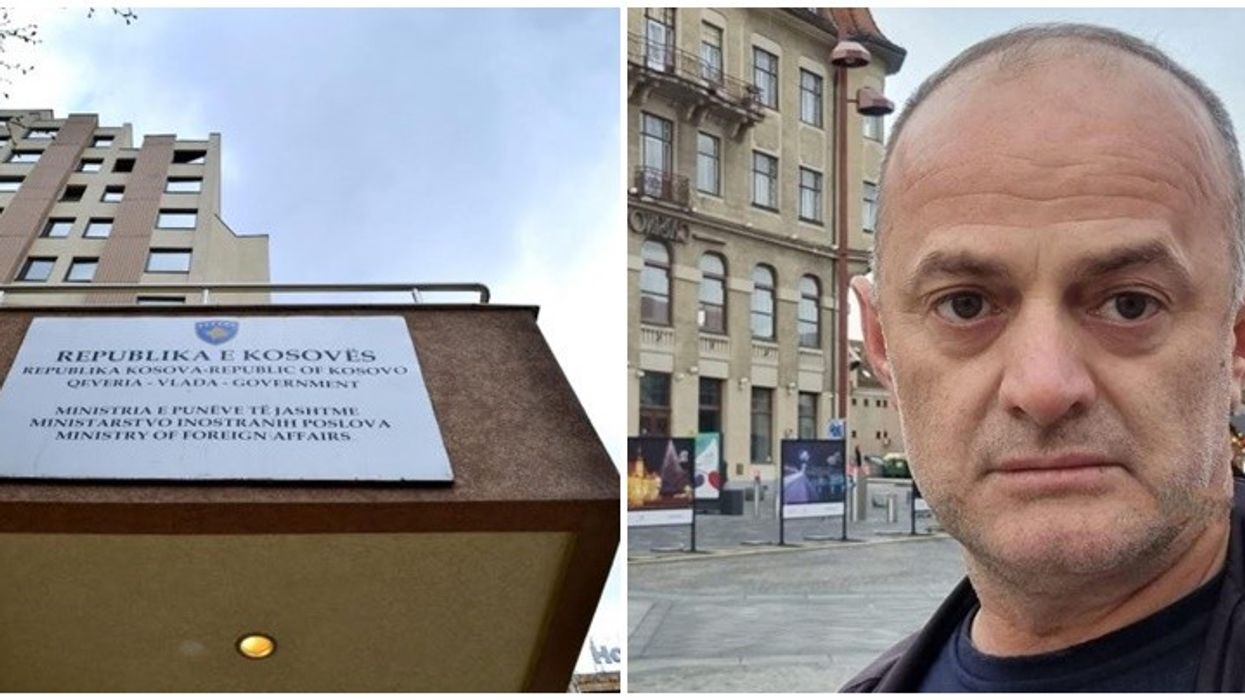 REPUBLIKA E KOSOVËS
REPUBLIKA KOSOVA-REPUBLIC OF KOSOVO
QEVERIA - VLADA - GOVERNMENT
MINISTRIA E PUNËVE TË JASHTME
MINISTARSTVO INOSTRANIH POSLOVA
MINISTRY OF FOREIGN AFFAIRS